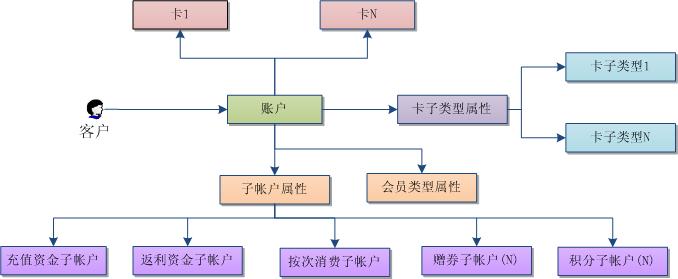 卡1
卡N
卡子类型1
账户
卡子类型属性
客户
卡子类型N
子帐户属性
会员类型属性
充值资金子帐户
返利资金子帐户
按次消费子帐户
赠券子帐户(N)
积分子帐户(N)